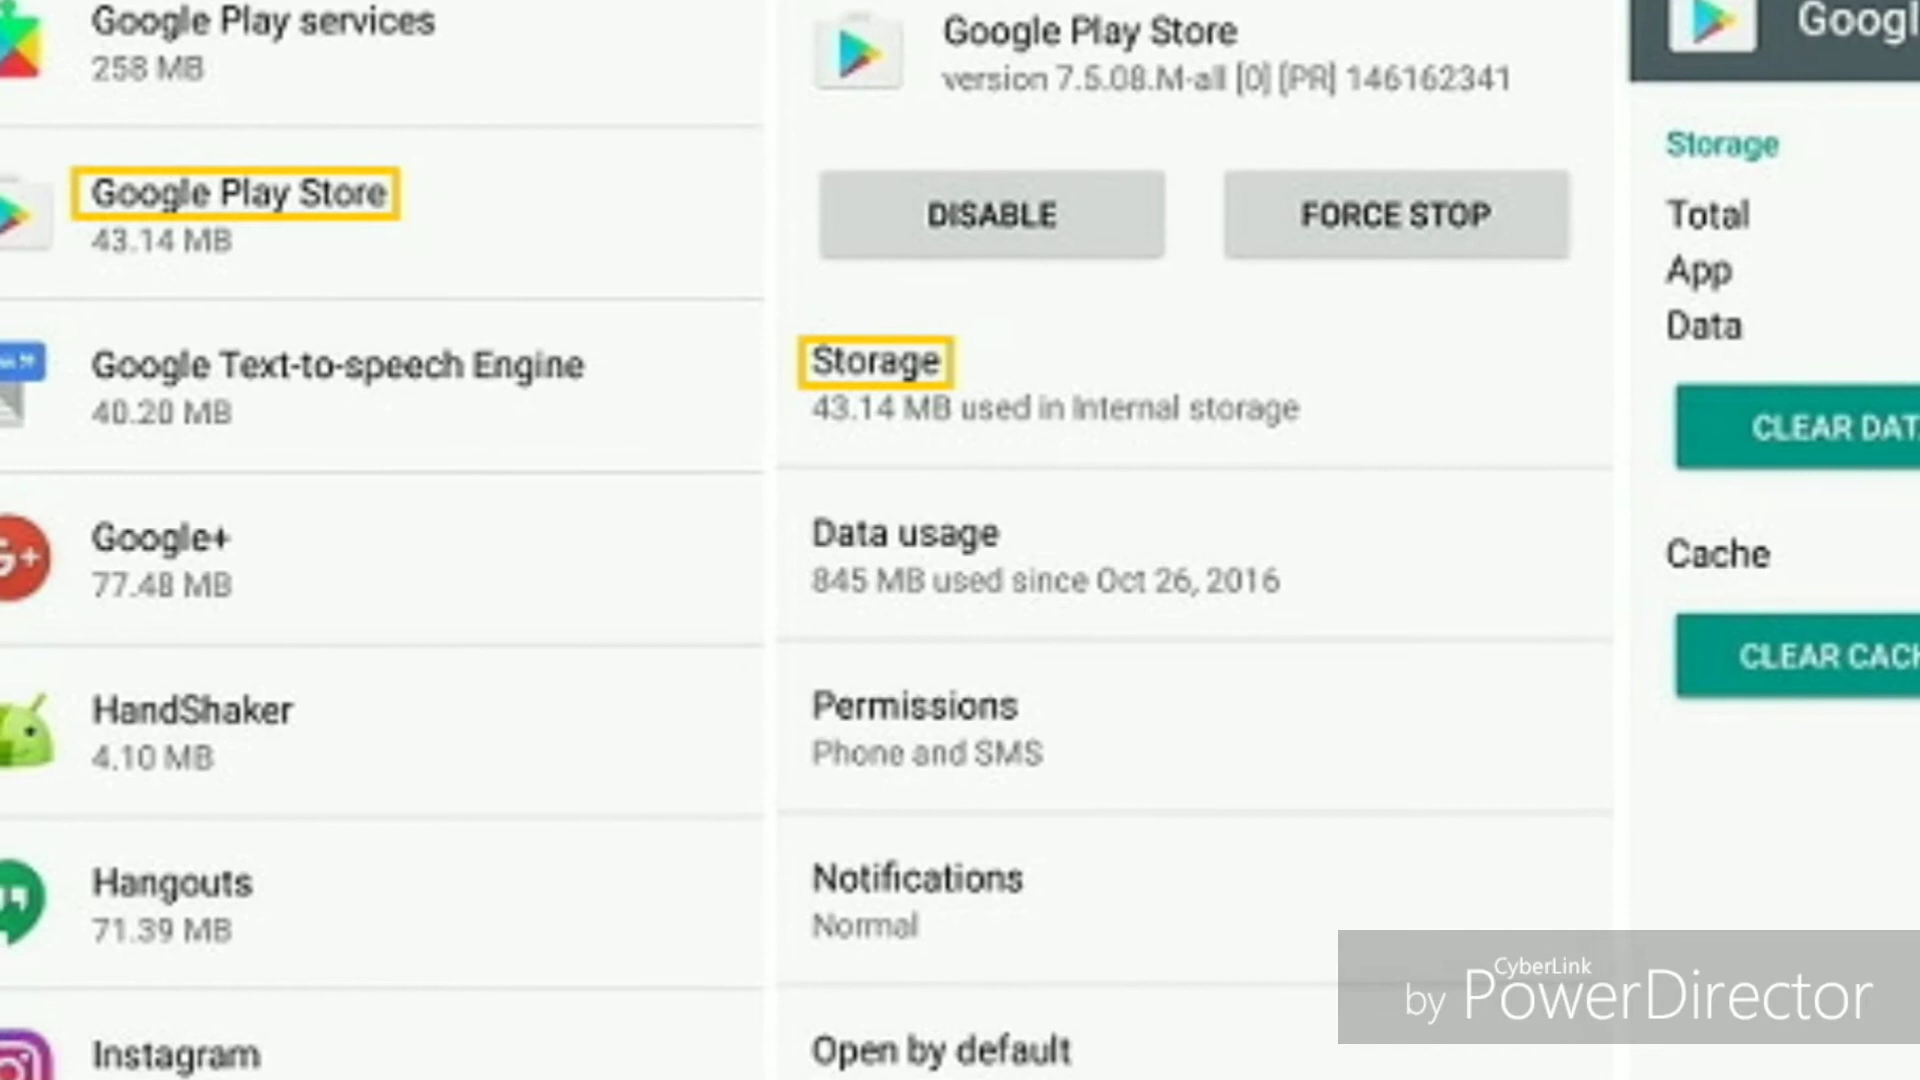 Google Play services
258 MB
Google Play Store
43.14 MB
Google Text-to-speech Engine
40.20 MB
Google+
77.48 MB
HandShaker
4.10 MB
Hangouts
71.39 MB
Instagram
Google Play Store
version 7.5.08.M-all [0] [PR] 146162341
DISABLE
FORCE STOP
Storage
43.14 MB used in Internal storage
Data usage
845 MB used since Oct 26, 2016
Permissions
Phone and SMS
Notifications
Normal
Open by default
Googl
Storage
Total
App
Data
CLEAR DAT
Cache
CLEAR CAC
CyberLink
by PowerDirector